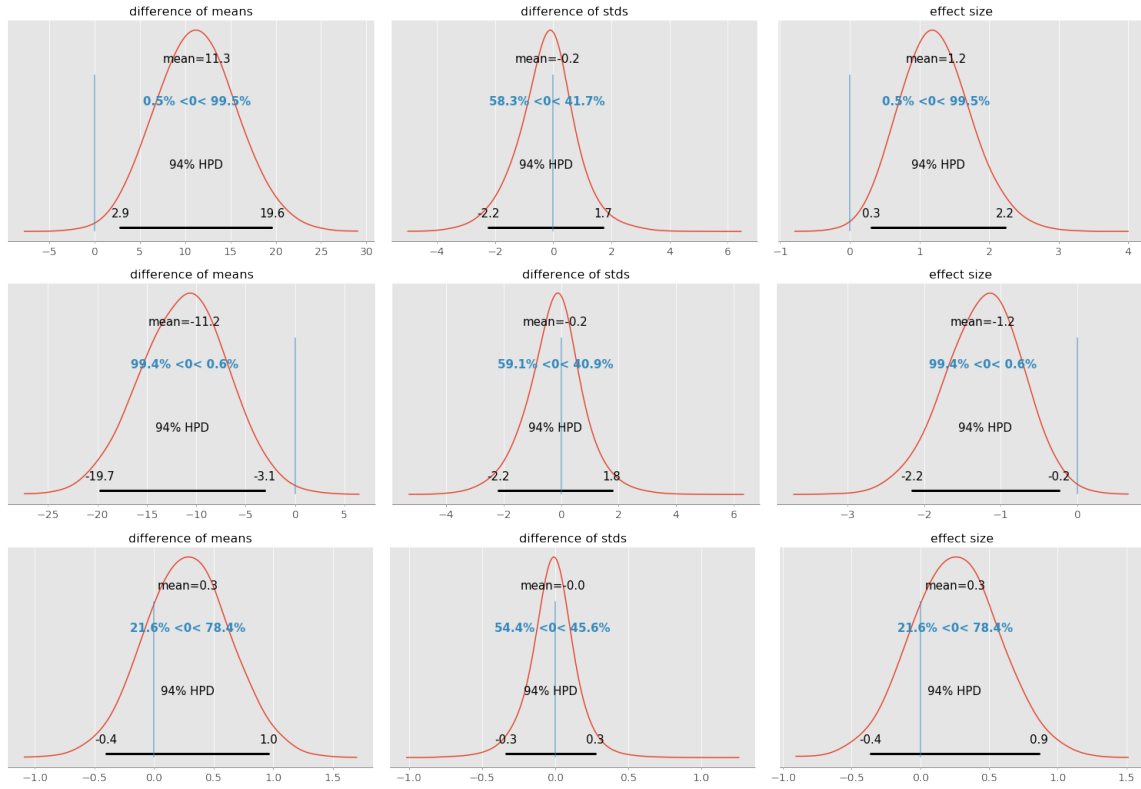 difference of means
mean=11.3
0.5% <0< 99.5%
94% HPD
2.9 19.6
−5 0 5 10 15 20 25 30
difference of stds
mean=-0.2
58.3% <0< 41.7%
94% HPD
-2.2 1.7
−4 −2 0 2 4 6
effect size
mean=1.2
0.5% <0< 99.5%
94% HPD
0.3 2.2
−1 0 1 2 3 4
difference of means
mean=-11.2
99.4% <0< 0.6%
94% HPD
-19.7 -3.1
−25 −20 −15 −10 −5 0 5
difference of stds
mean=-0.2
59.1% <0< 40.9%
94% HPD
-2.2 1.8
−4 −2 0 2 4 6
effect size
mean=-1.2
99.4% <0< 0.6%
94% HPD
-2.2 -0.2
−3 −2 −1 0
difference of means
mean=0.3
21.6% <0< 78.4%
94% HPD
-0.4 1.0
−1.0 −0.5 0.0 0.5 1.0 1.5
difference of stds
mean=-0.0
54.4% <0< 45.6%
94% HPD
-0.3 0.3
−1.0 −0.5 0.0 0.5 1.0
effect size
mean=0.3
21.6% <0< 78.4%
94% HPD
-0.4 0.9
−1.0 −0.5 0.0 0.5 1.0 1.5